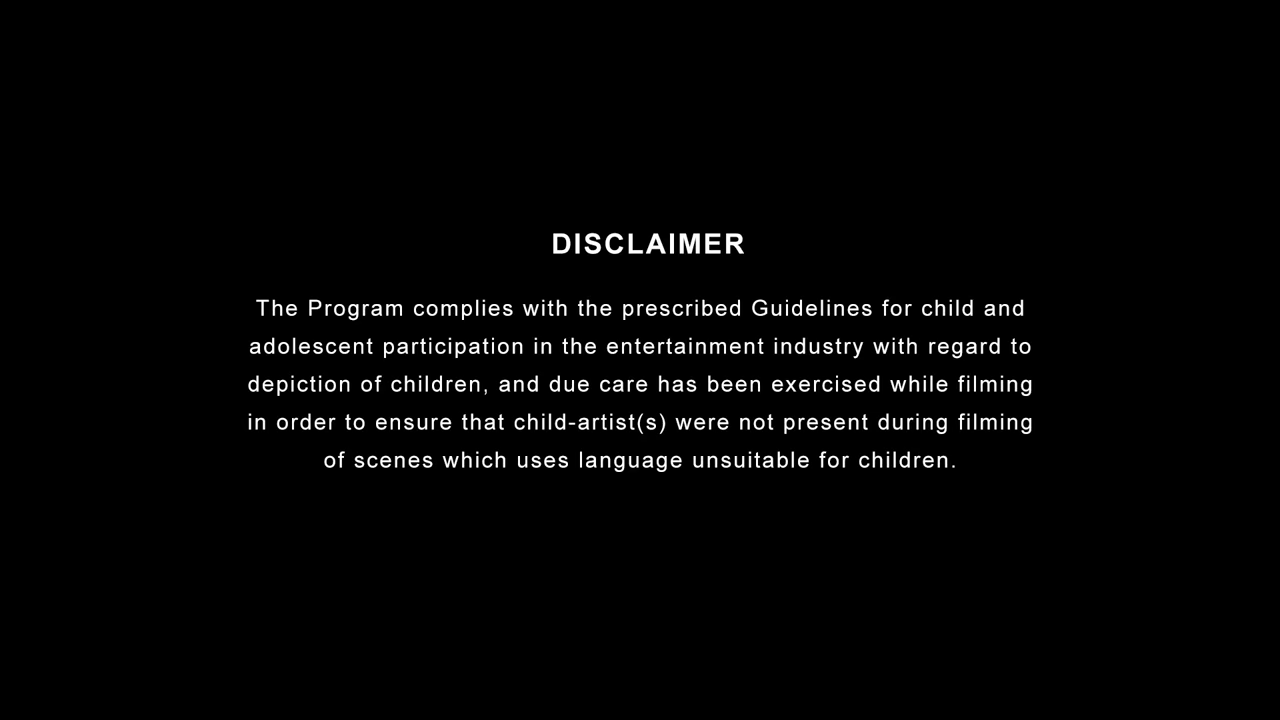 DISCLAIMER
The Program complies with the prescribed Guidelines for child and
adolescent participation in the entertainment industry with regard to
depiction of children, and due care has been exercised while filming
in order to ensure that child-artist(s) were not present during filming
of scenes which uses language unsuitable for children.